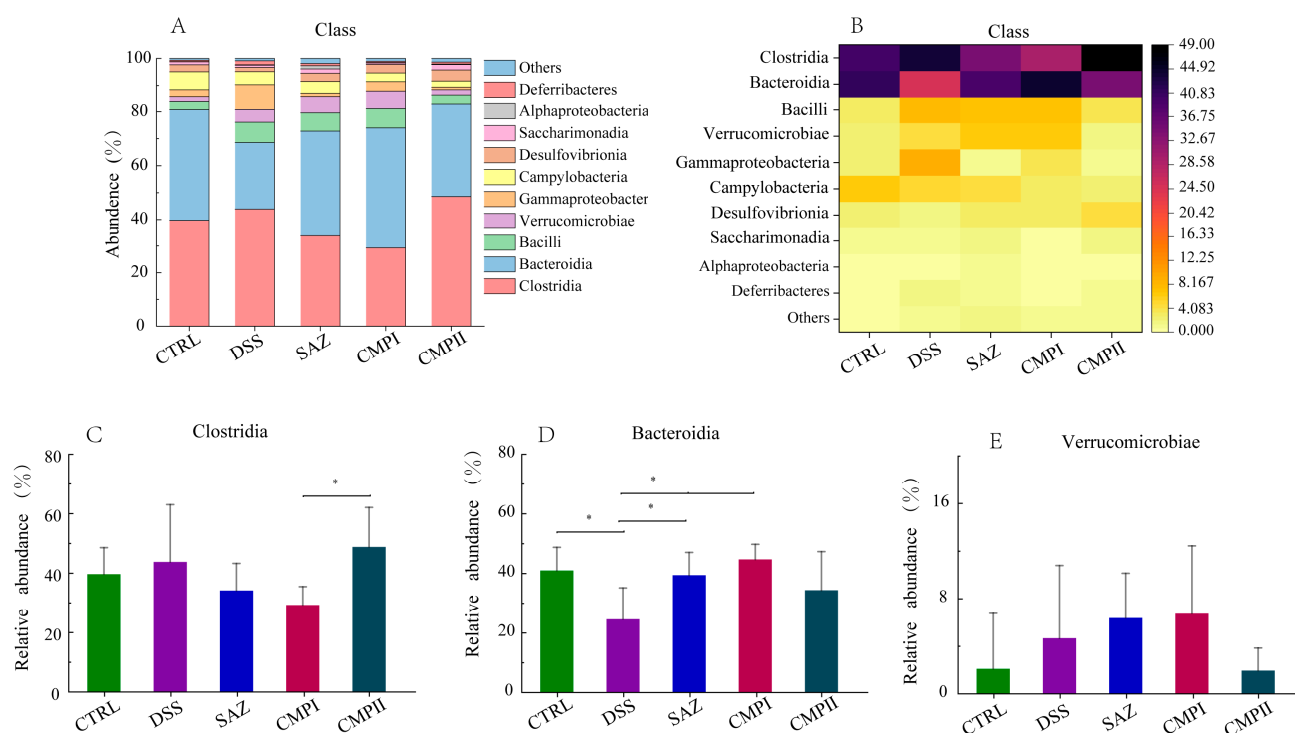 A
Class
Abundence (%)
100
80
60
40
20
0
CTRL
DSS
SAZ
CMPI
CMPII
Others
Deferribacteres
Alphaproteobacteria
Saccharimonadia
Desulfovibrionia
Campylobacteria
Gammaproteobacter
Verrucomicrobiae
Bacilli
Bacteroidia
Clostridia
B
Class
Clostridia
Bacteroidia
Bacilli
Verrucomicrobiae
Gammaproteobacteria
Campylobacteria
Desulfovibrionia
Saccharimonadia
Alphaproteobacteria
Deferribacteres
Others
CTRL
DSS
SAZ
CMPI
CMPII
49.00
44.92
40.83
36.75
32.67
28.58
24.50
20.42
16.33
12.25
8.167
4.083
0.000
C
Clostridia
Relative abundance (%)
80
60
40
20
0
*
CTRL
DSS
SAZ
CMPI
CMPII
D
Bacteroidia
Relative abundance (%)
80
60
40
20
0
*
*
*
CTRL
DSS
SAZ
CMPI
CMPII
E
Verrucomicrobiae
Relative abundance (%)
16
8
0
CTRL
DSS
SAZ
CMPI
CMPII